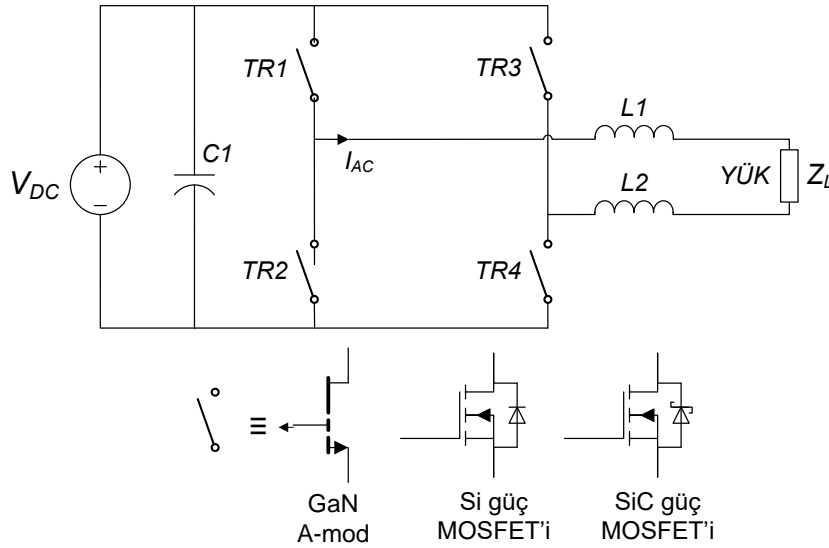 TR1
TR3
L1
C1
I_AC
V_DC
+
–
YÜK
Z_L
L2
TR2
TR4
≡
GaN
A-mod
Si güç
MOSFET'i
SiC güç
MOSFET'i